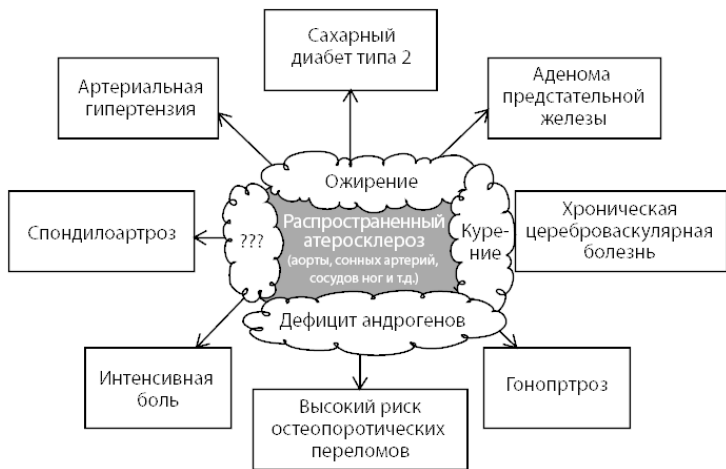 Сахарный
диабет типа 2
Артериальная
гипертензия
Аденома
предстательной
железы
Ожирение
Спондилоартроз
???
Распространенный
атеросклероз
(аорты, сонных артерий,
сосудов ног и т.д.)
Куре-
ние
Хроническая
цереброваскулярная
болезнь
Дефицит андрогенов
Интенсивная
боль
Высокий риск
остеопоротических
переломов
Гонопртроз